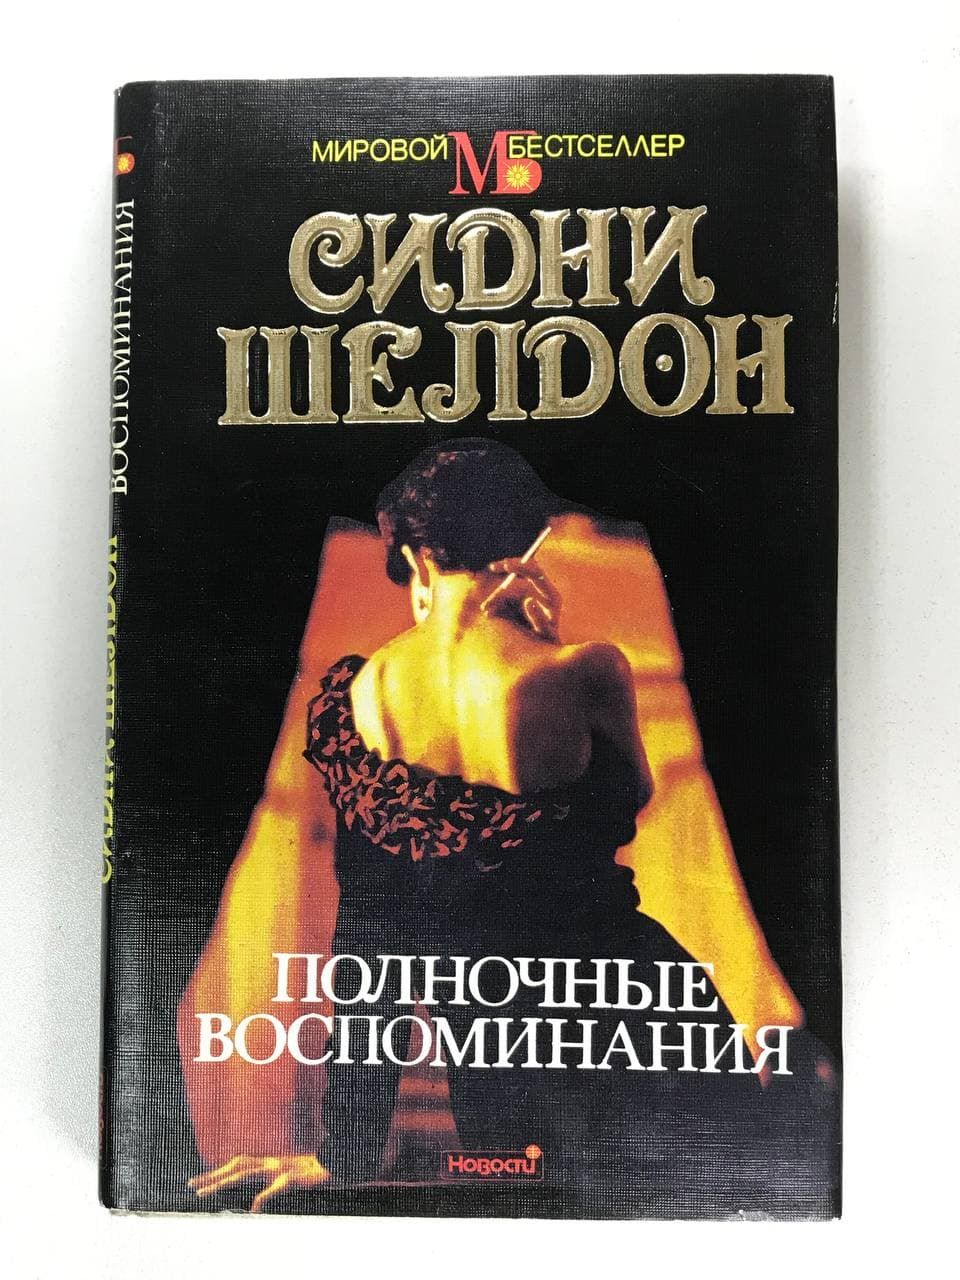 МИРОВОЙ МБ БЕСТСЕЛЛЕР
СИДНИ
ШЕЛДОН
ПОЛНОЧНЫЕ
ВОСПОМИНАНИЯ
НОВОСТИ
Б
СИДНИ ШЕЛДОН ВОСПОМИНАНИЯ